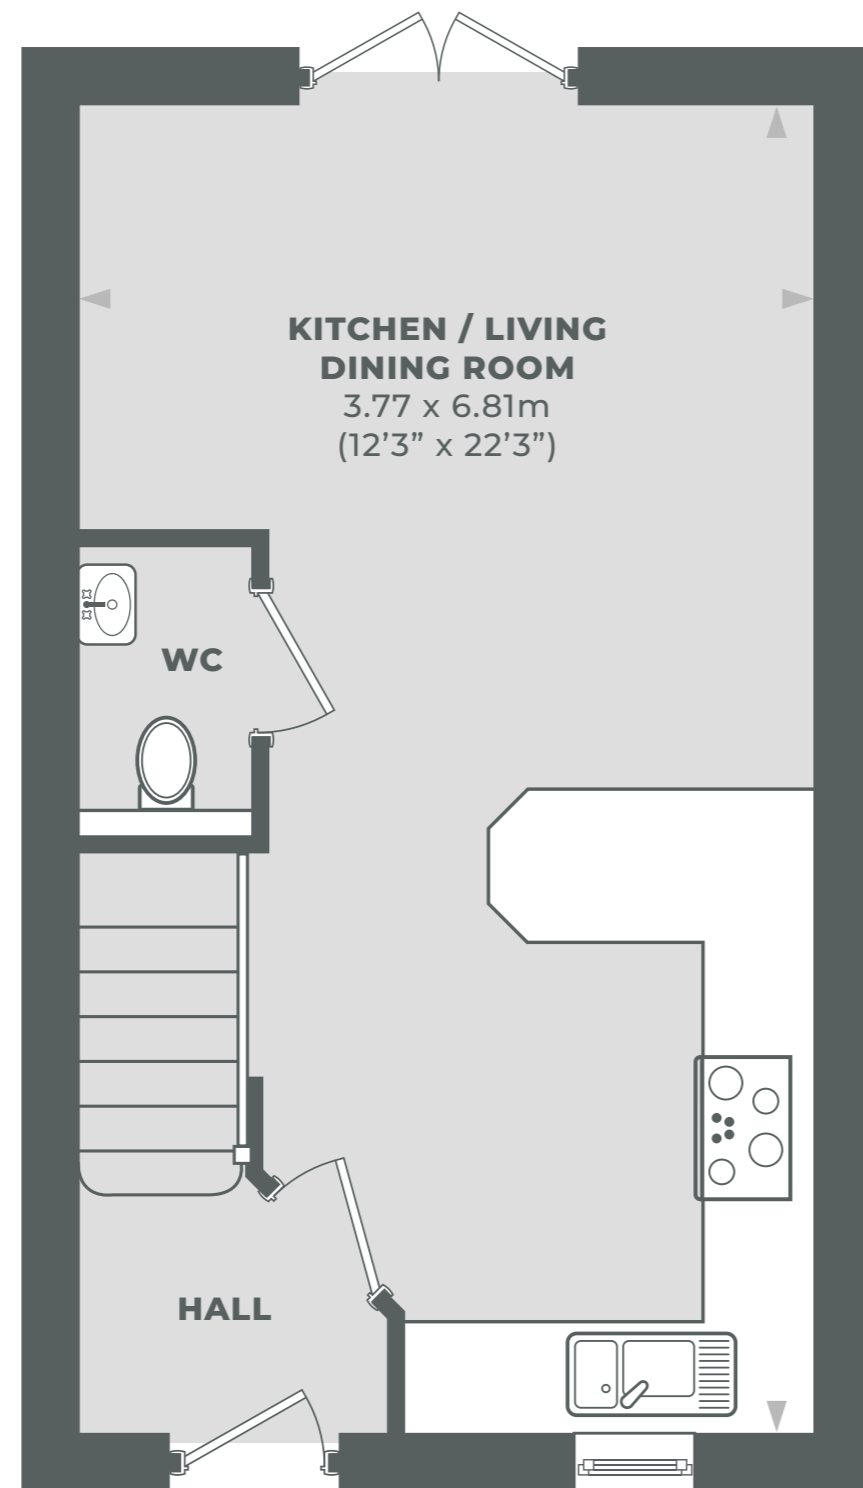 KITCHEN / LIVING
DINING ROOM
3.77 x 6.81m
(12’3” x 22’3”)
WC
HALL